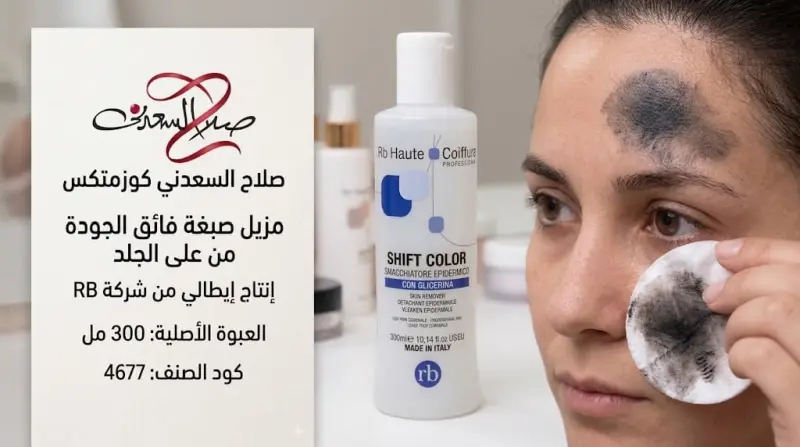 صلاح السعدني
صلاح السعدني كوزمتكس
مزيل صبغة فائق الجودة
من على الجلد
إنتاج إيطالي من شركة RB
العبوة الأصلية: 300 مل
كود الصنف: 4677
Rb Haute Coiffure
PROFESSIONAL
SHIFT COLOR
SMACCHIATORE EPIDERMICO
CON GLICERINA
SKIN REMOVER
DETACHANT EPIDERMIQUE
300ml e 10,14 fl.oz US
MADE IN ITALY
rb